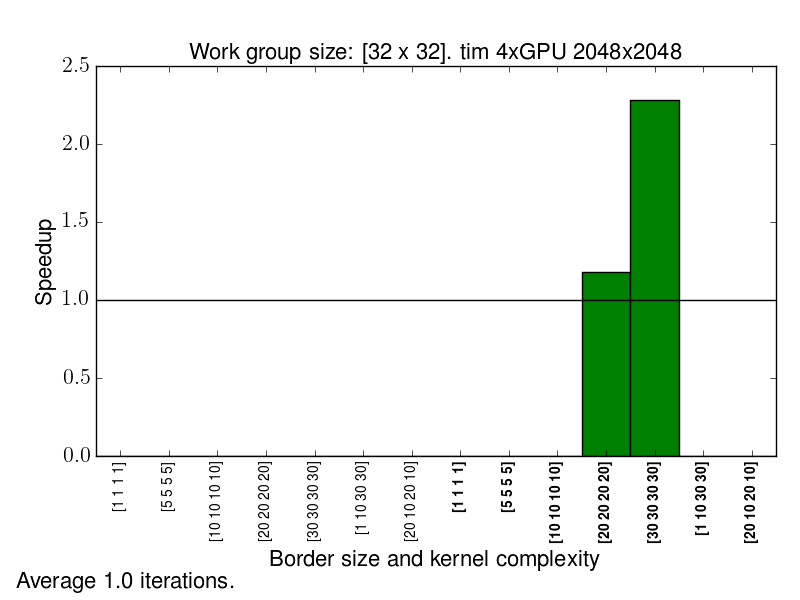 Work group size: [32 x 32]. tim 4xGPU 2048x2048
2.5
2.0
1.5
1.0
0.5
0.0
Speedup
[1 1 1 1]
[5 5 5 5]
[10 10 10 10]
[20 20 20 20]
[30 30 30 30]
[1 10 30 30]
[20 10 20 10]
[1 1 1 1]
[5 5 5 5]
[10 10 10 10]
[20 20 20 20]
[30 30 30 30]
[1 10 30 30]
[20 10 20 10]
Border size and kernel complexity
Average 1.0 iterations.